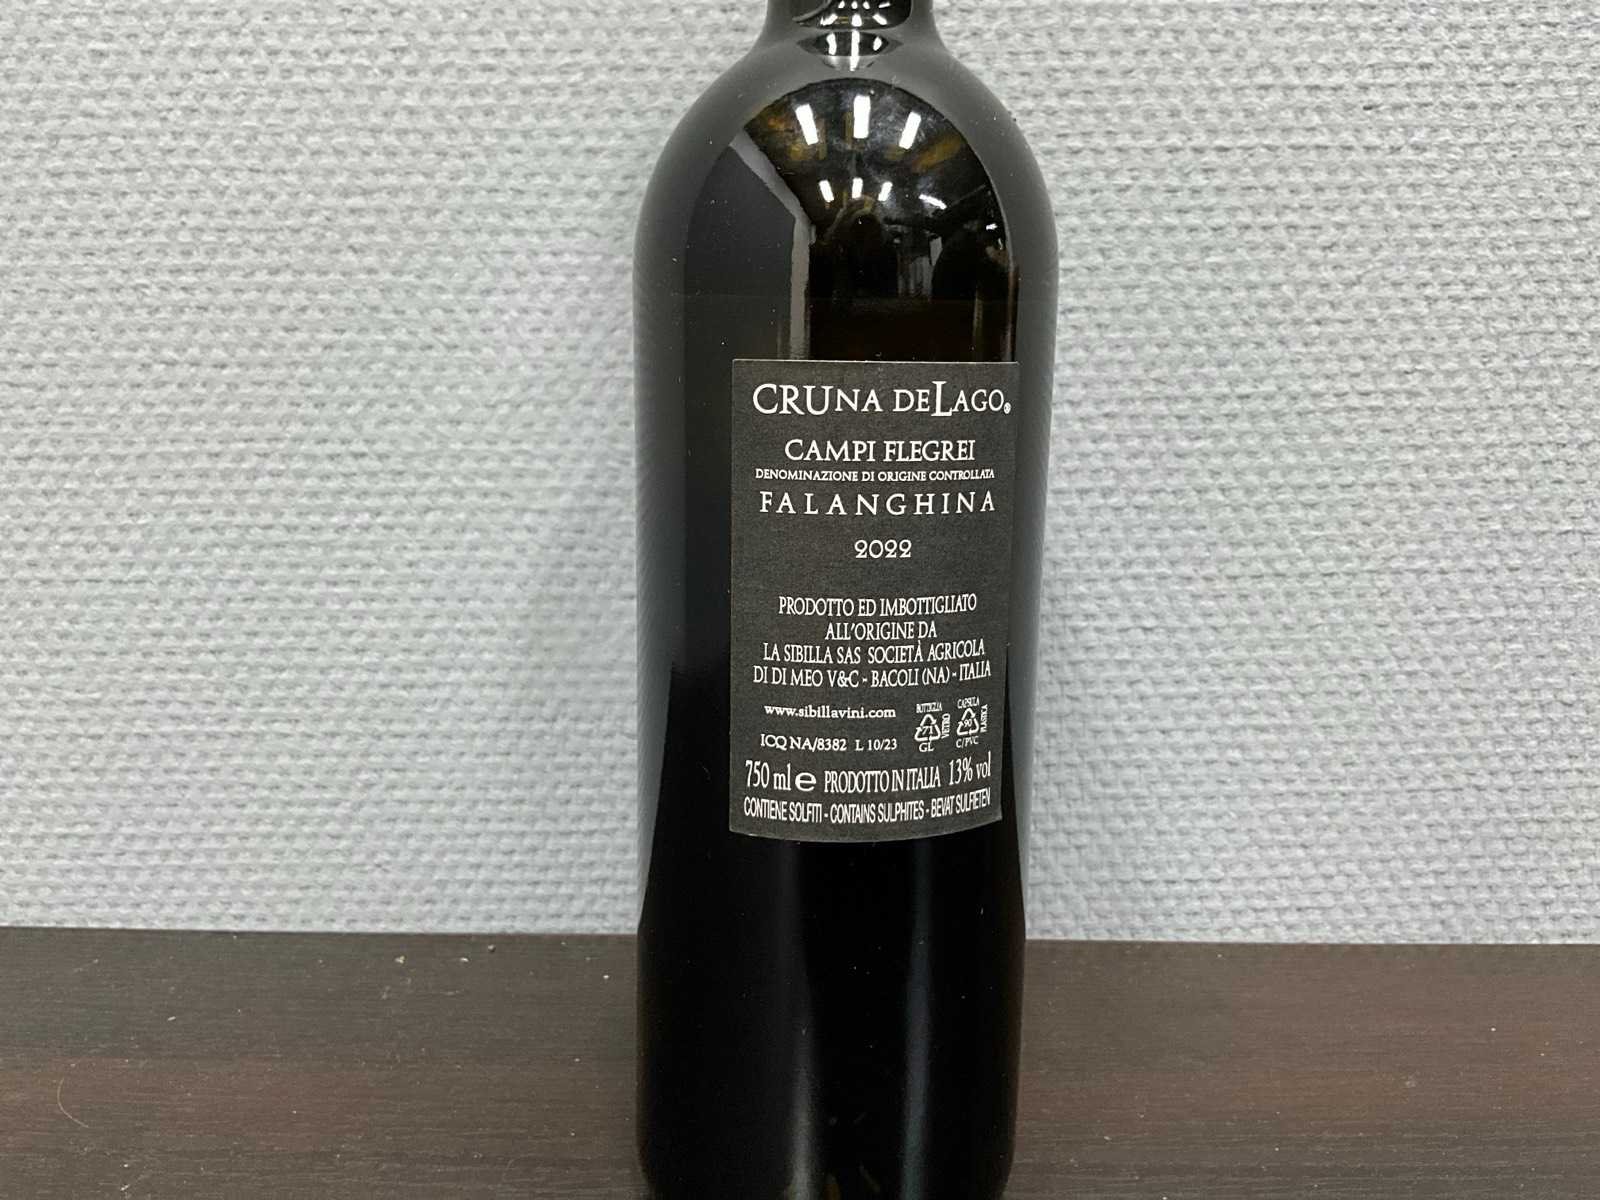 CRUNA DELAGO®
CAMPI FLEGREI
DENOMINAZIONE DI ORIGINE CONTROLLATA
FALANGHINA
2022
PRODOTTO ED IMBOTTIGLIATO
ALL'ORIGINE DA
LA SIBILLA SAS SOCIETÀ AGRICOLA
DI DI MEO V&C - BACOLI (NA) - ITALIA
www.sibillavini.com
BOTTIGLIA
71
VETRO
GL
CAPSULA
90
PLASTICA
C/PVC
ICQ NA/8382 L 10/23
750 ml e PRODOTTO IN ITALIA 13% vol
CONTIENE SOLFITI - CONTAINS SULPHITES - BEVAT SULFIETEN